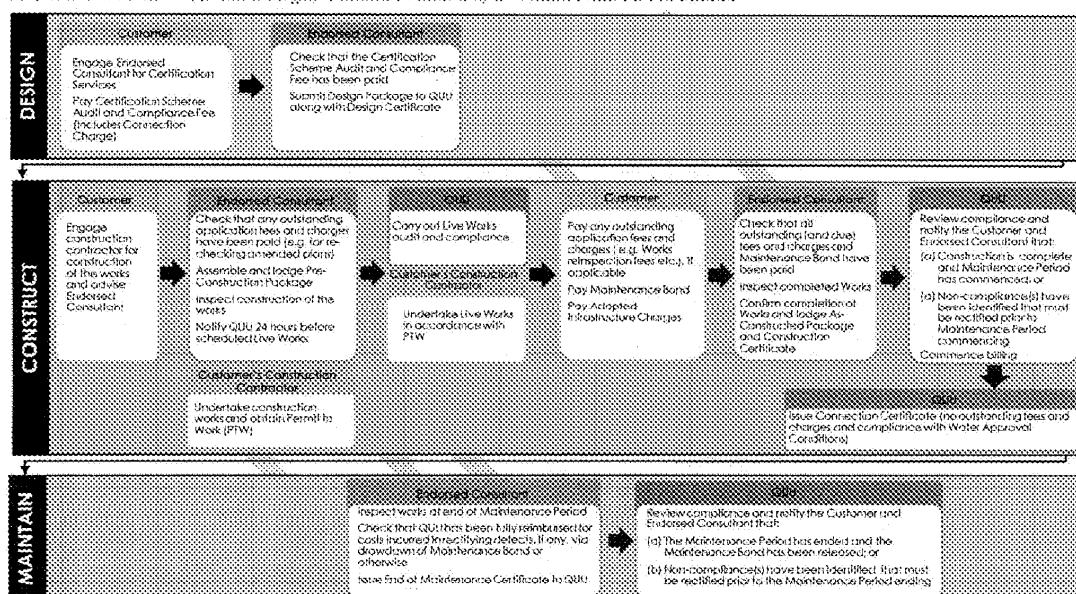 DESIGN
Customer
Engage Endorsed
Consultant for Certification
Services
Pay Certification Scheme
Audit and Compliance Fee
(includes Connection
Charge)
Endorsed Consultant
Check that the Certification
Scheme Audit and Compliance
Fee has been paid
Submit Design Package to QUU
along with Design Certificate
CONSTRUCT
Customer
Engage
construction
contractor for
construction
of the works
and advise
Endorsed
Consultant
Endorsed Consultant
Check that any outstanding
application fees and charges
have been paid (e.g. for re-
checking amended plans)
Assemble and lodge Pre-
Construction Package
Inspect construction of the
works
Notify QUU 24 hours before
scheduled Live Works
Customer's Construction
Contractor
Undertake construction
works and obtain Permit to
Work (PTW)
QUU
Carry out Live Works
audit and compliance
Customer's Construction
Contractor
Undertake Live Works
in accordance with
PTW
Customer
Pay any outstanding
application fees and
charges ( e.g. Works
reinspection fees etc.), if
applicable
Pay Maintenance Bond
Pay Adopted
Infrastructure Charges
Endorsed Consultant
Check that all
outstanding (and due)
fees and charges and
Maintenance Bond have
been paid
Inspect completed Works
Confirm completion of
Work and lodge As-
Constructed Package
and Construction
Certificate
QUU
Review compliance and
notify the Customer and
Endorsed Consultant that:
(a) Construction is complete
and Maintenance Period
has commenced; or
(a) Non-compliance(s) have
been identified that must
be rectified prior to
Maintenance Period
commencing
Commence billing
QUU
Issue Connection Certificate (no outstanding fees and
charges and compliance with Water Approval
Conditions)
MAINTAIN
Endorsed Consultant
Inspect works at end of Maintenance Period
Check that QUU has been fully reimbursed for
costs incurred in rectifying defects, if any, via
drawdown of Maintenance Bond or
otherwise
Issue End of Maintenance Certificate to QUU
QUU
Review compliance and notify the Customer and
Endorsed Consultant that:
(a) The Maintenance Period has ended and the
Maintenance Bond has been released; or
(b) Non-compliance(s) have been identified that must
be rectified prior to the Maintenance Period ending